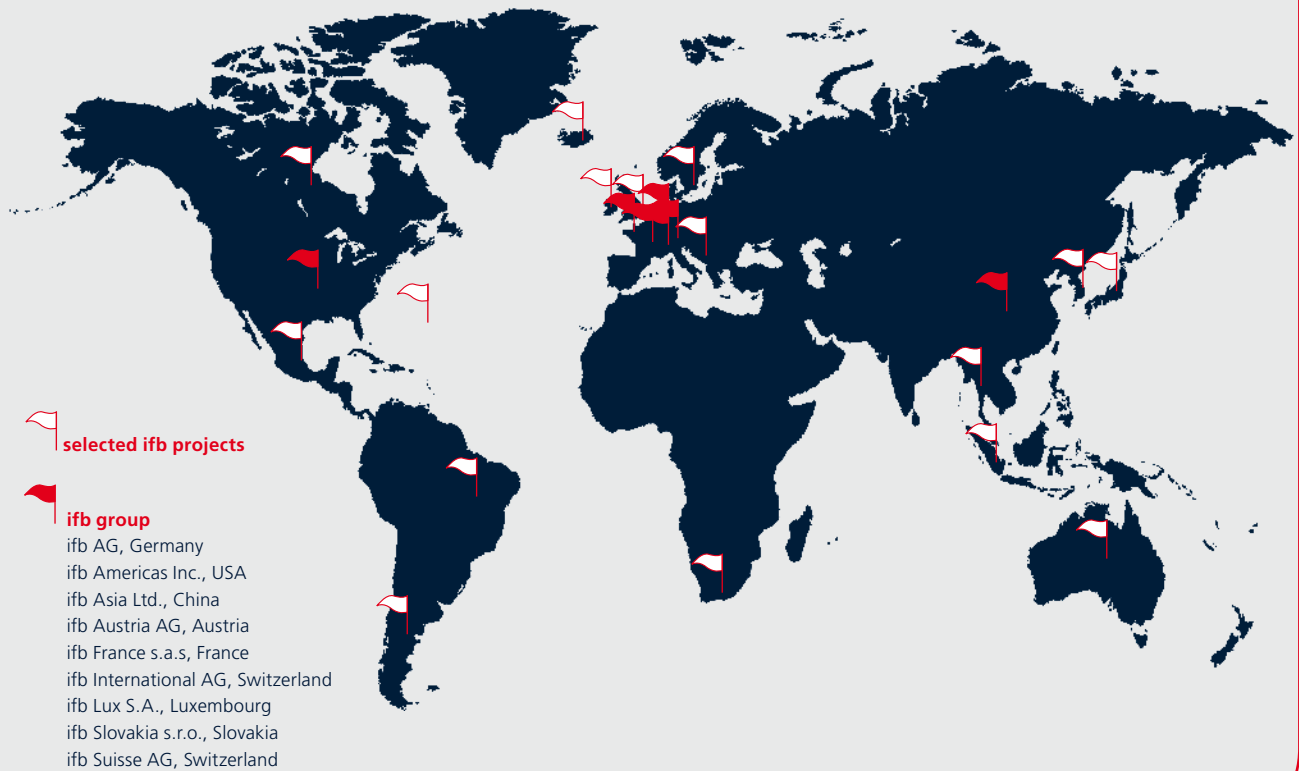 selected ifb projects
ifb group
ifb AG, Germany
ifb Americas Inc., USA
ifb Asia Ltd., China
ifb Austria AG, Austria
ifb France s.a.s, France
ifb International AG, Switzerland
ifb Lux S.A., Luxembourg
ifb Slovakia s.r.o., Slovakia
ifb Suisse AG, Switzerland